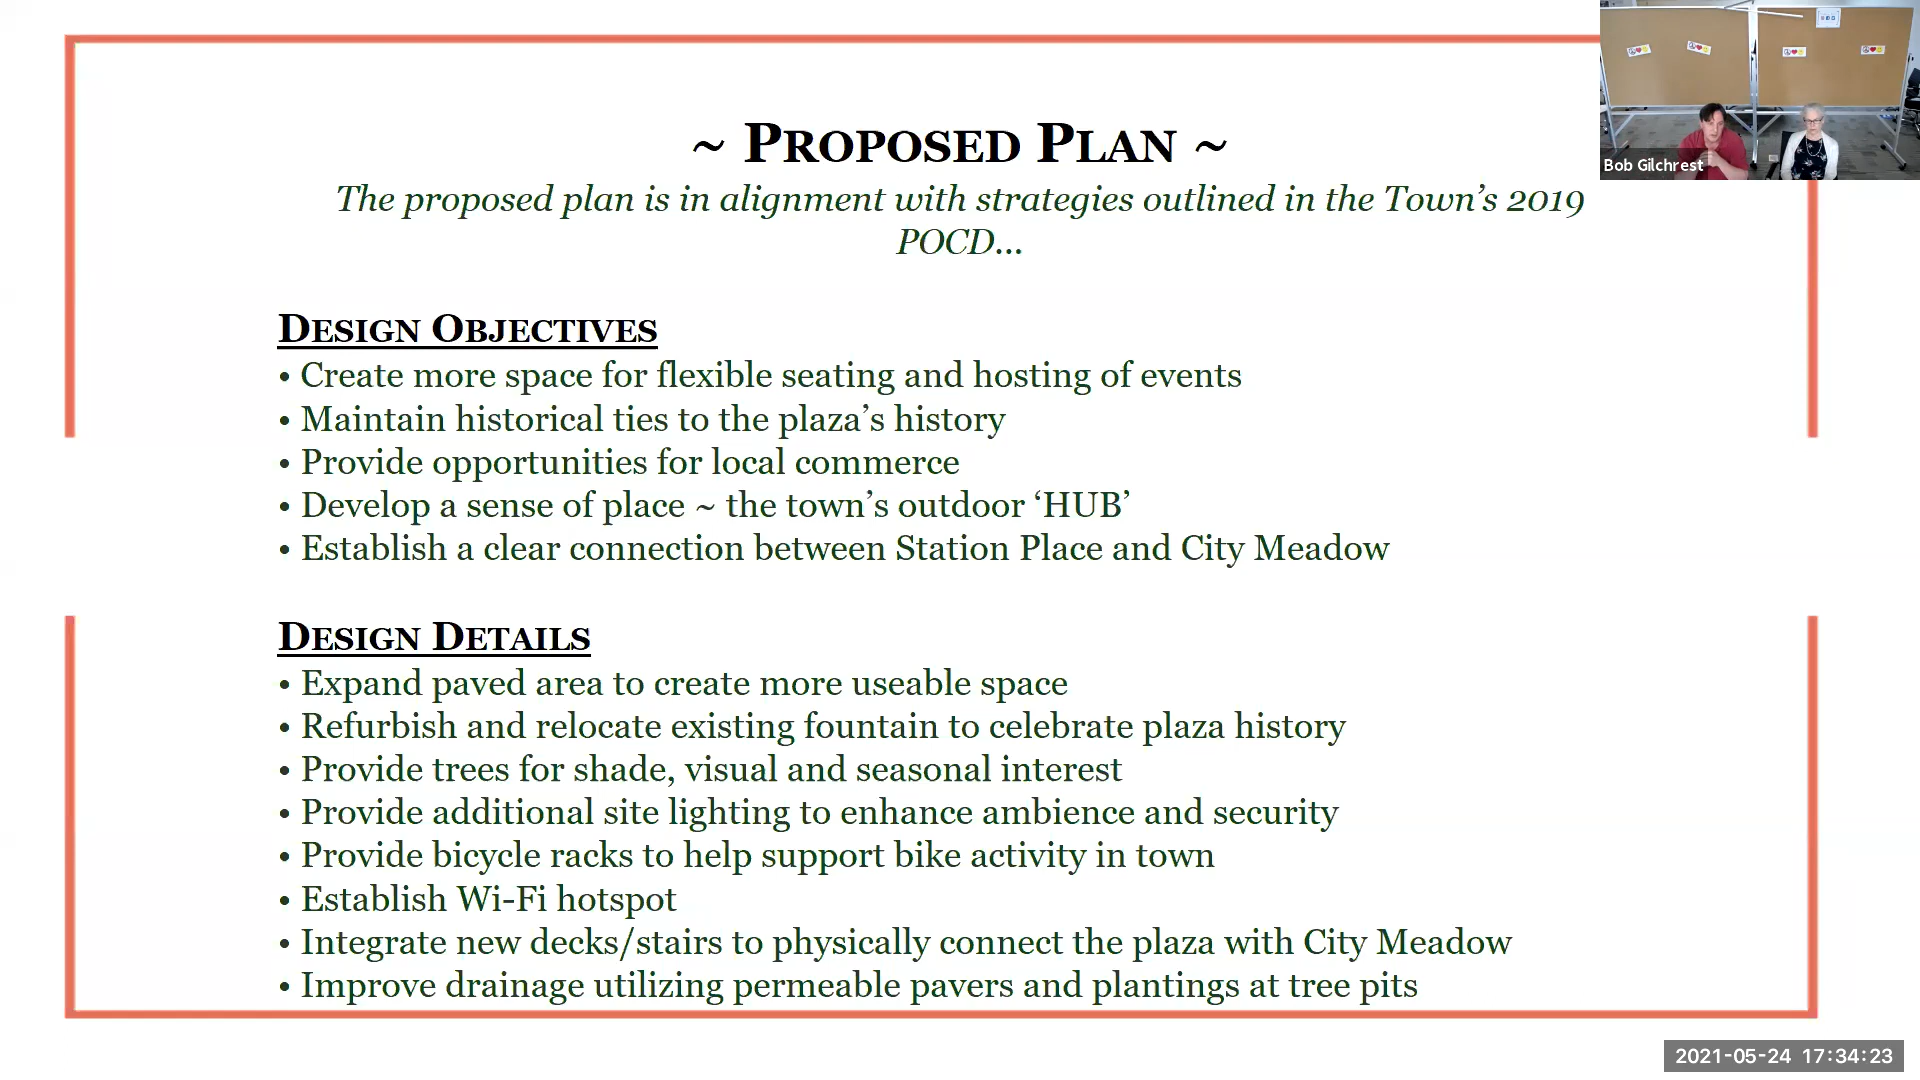 ~ PROPOSED PLAN ~
The proposed plan is in alignment with strategies outlined in the Town’s 2019
POCD...
DESIGN OBJECTIVES
• Create more space for flexible seating and hosting of events
• Maintain historical ties to the plaza’s history
• Provide opportunities for local commerce
• Develop a sense of place ~ the town’s outdoor ‘HUB’
• Establish a clear connection between Station Place and City Meadow
DESIGN DETAILS
• Expand paved area to create more useable space
• Refurbish and relocate existing fountain to celebrate plaza history
• Provide trees for shade, visual and seasonal interest
• Provide additional site lighting to enhance ambience and security
• Provide bicycle racks to help support bike activity in town
• Establish Wi-Fi hotspot
• Integrate new decks/stairs to physically connect the plaza with City Meadow
• Improve drainage utilizing permeable pavers and plantings at tree pits
Bob Gilchrest
2021-05-24 17:34:23